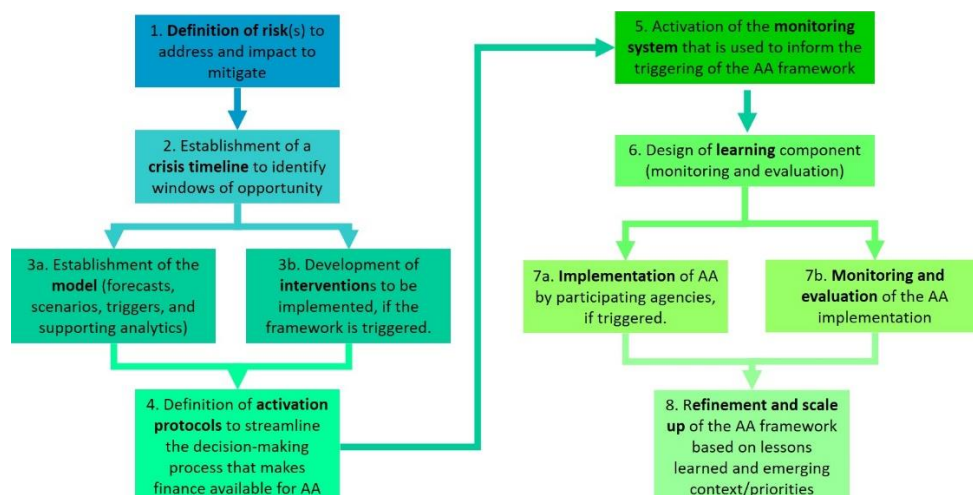 1. Definition of risk(s) to
address and impact to
mitigate
2. Establishment of a
crisis timeline to identify
windows of opportunity
3a. Establishment of the
model (forecasts,
scenarios, triggers, and
supporting analytics)
3b. Development of
interventions to be
implemented, if the
framework is triggered.
4. Definition of activation
protocols to streamline
the decision-making
process that makes
finance available for AA
5. Activation of the monitoring
system that is used to inform the
triggering of the AA framework
6. Design of learning component
(monitoring and evaluation)
7a. Implementation of AA
by participating agencies,
if triggered.
7b. Monitoring and
evaluation of the AA
implementation
8. Refinement and scale
up of the AA framework
based on lessons
learned and emerging
context/priorities